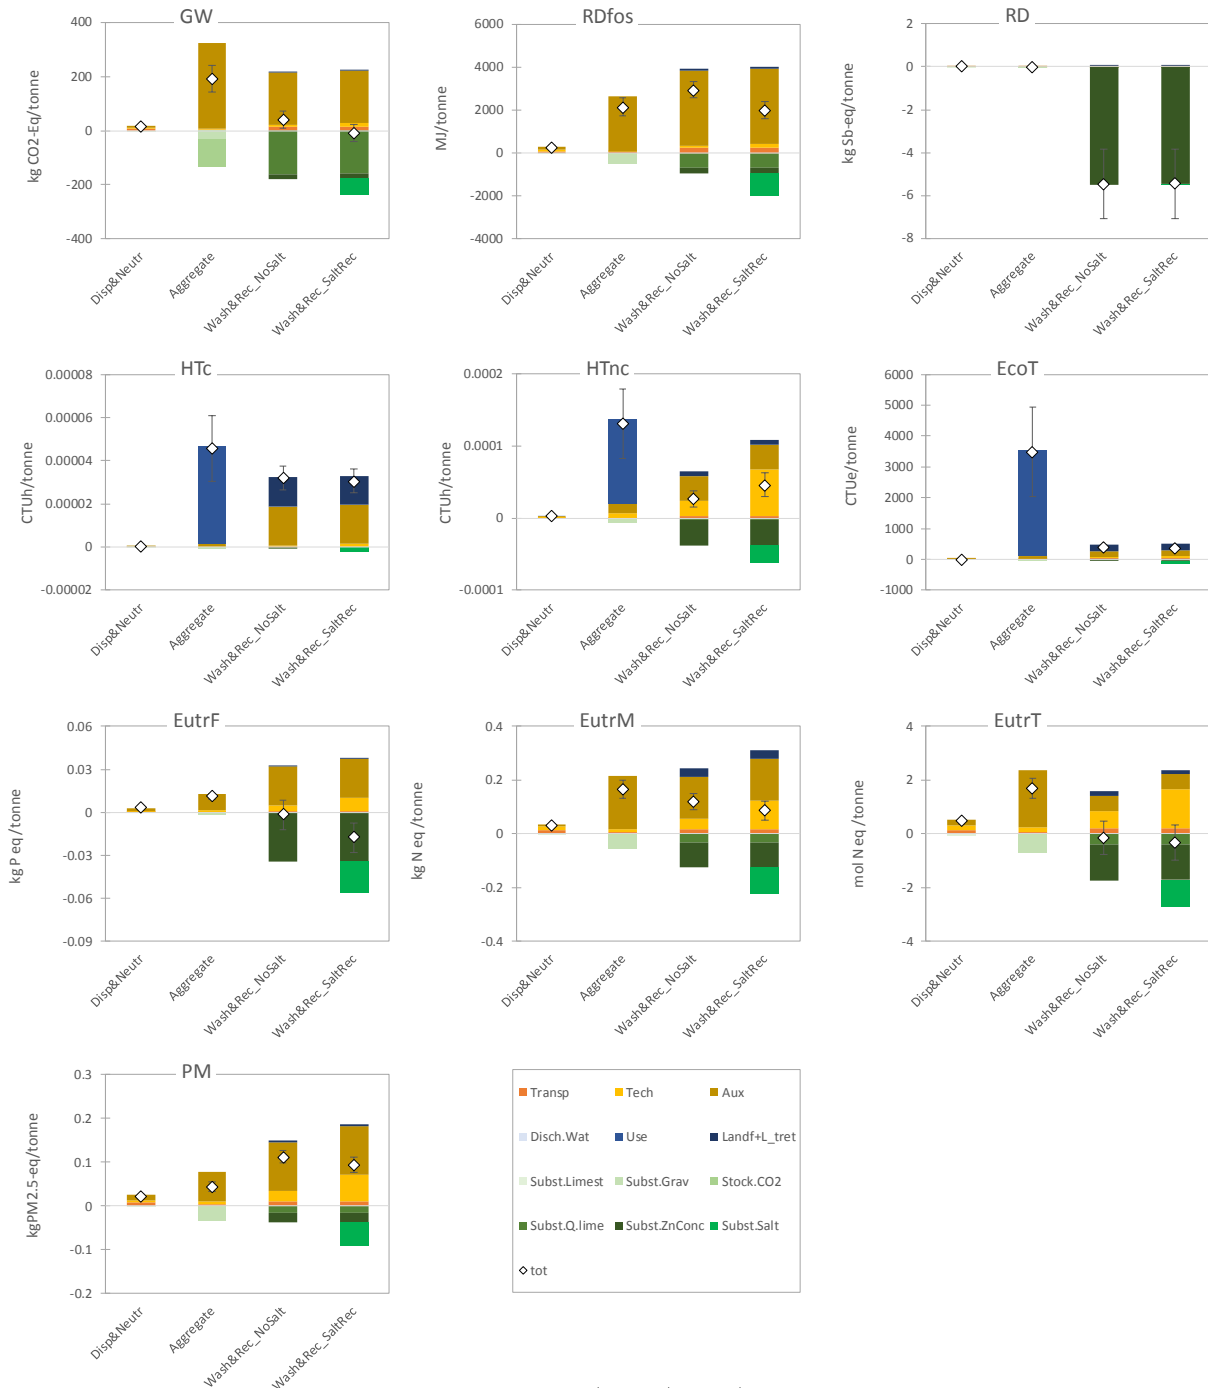 GW
kg CO2-Eq/tonne
400
200
0
-200
-400
Disp&Neutr
Aggregate
Wash&Rec_NoSalt
Wash&Rec_SaltRec
RDfos
MJ/tonne
6000
4000
2000
0
-2000
-4000
Disp&Neutr
Aggregate
Wash&Rec_NoSalt
Wash&Rec_SaltRec
RD
kg Sb-eq/tonne
2
0
-2
-4
-6
-8
Disp&Neutr
Aggregate
Wash&Rec_NoSalt
Wash&Rec_SaltRec
HTc
CTUh/tonne
0.00008
0.00006
0.00004
0.00002
0
-0.00002
Disp&Neutr
Aggregate
Wash&Rec_NoSalt
Wash&Rec_SaltRec
HTnc
CTUh/tonne
0.0002
0.0001
0
-0.0001
Disp&Neutr
Aggregate
Wash&Rec_NoSalt
Wash&Rec_SaltRec
EcoT
CTUe/tonne
6000
5000
4000
3000
2000
1000
0
-1000
Disp&Neutr
Aggregate
Wash&Rec_NoSalt
Wash&Rec_SaltRec
EutrF
kg P eq/tonne
0.06
0.03
0
-0.03
-0.06
-0.09
Disp&Neutr
Aggregate
Wash&Rec_NoSalt
Wash&Rec_SaltRec
EutrM
kg N eq/tonne
0.4
0.2
0
-0.2
-0.4
Disp&Neutr
Aggregate
Wash&Rec_NoSalt
Wash&Rec_SaltRec
EutrT
mol N eq/tonne
4
2
0
-2
-4
Disp&Neutr
Aggregate
Wash&Rec_NoSalt
Wash&Rec_SaltRec
PM
kgPM2.5-eq/tonne
0.3
0.2
0.1
0
-0.1
-0.2
Disp&Neutr
Aggregate
Wash&Rec_NoSalt
Wash&Rec_SaltRec
Transp Tech Aux
Disch.Wat Use Landf+L_tret
Subst.Limest Subst.Grav Stock.CO2
Subst.Q.lime Subst.ZnConc Subst.Salt
tot